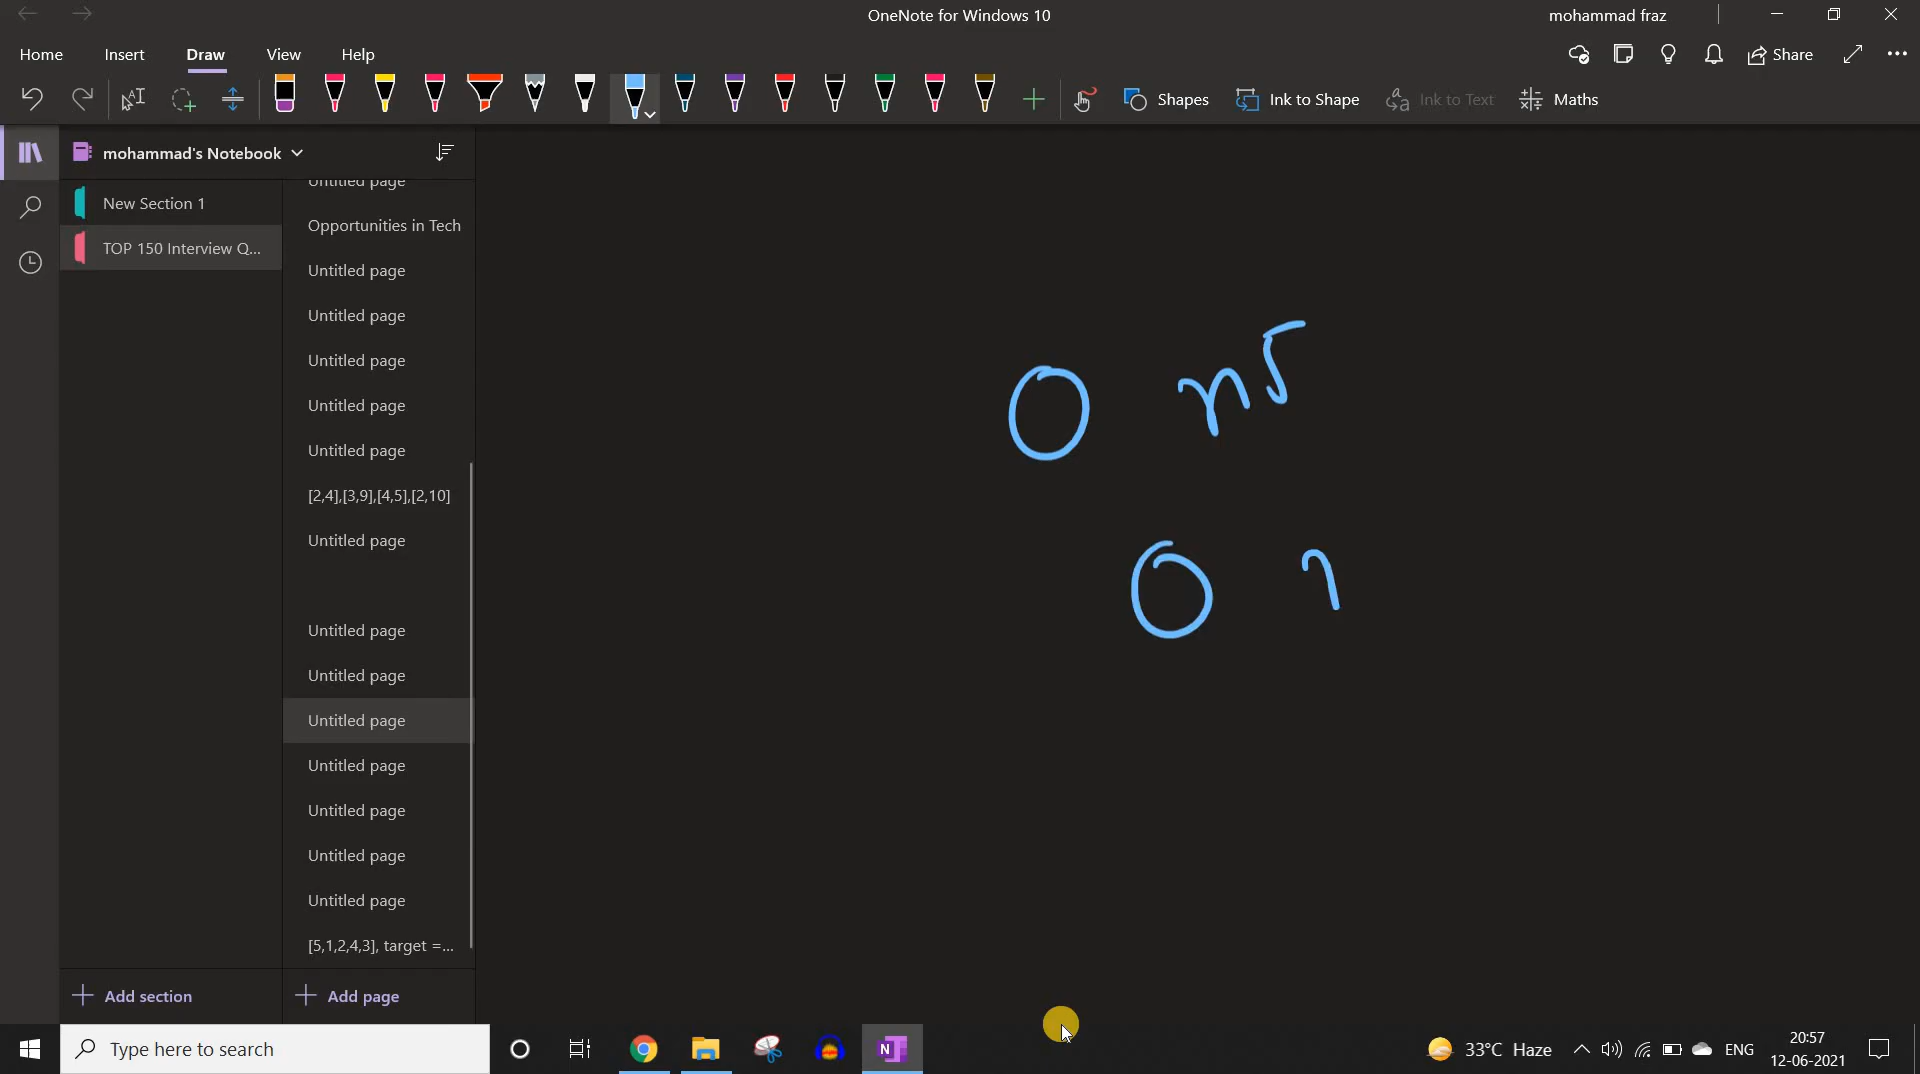 OneNote for Windows 10
mohammad fraz
Home Insert Draw View Help
Share
Shapes Ink to Shape Ink to Text Maths
mohammad's Notebook
New Section 1
TOP 150 Interview Q...
Untitled page
Opportunities in Tech
Untitled page
Untitled page
Untitled page
Untitled page
Untitled page
[2,4],[3,9],[4,5],[2,10]
Untitled page
Untitled page
Untitled page
Untitled page
Untitled page
Untitled page
Untitled page
Untitled page
[5,1,2,4,3], target =...
Add section
Add page
O n5
O
Type here to search
33°C Haze
ENG
20:57
12-06-2021